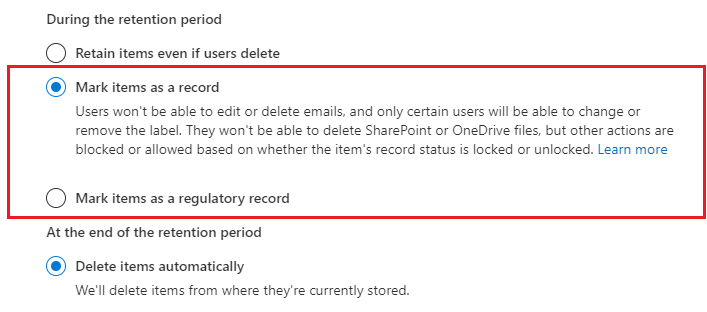 During the retention period
Retain items even if users delete
Mark items as a record
Users won't be able to edit or delete emails, and only certain users will be able to change or
remove the label. They won't be able to delete SharePoint or OneDrive files, but other actions are
blocked or allowed based on whether the item's record status is locked or unlocked. Learn more
Mark items as a regulatory record
At the end of the retention period
Delete items automatically
We'll delete items from where they're currently stored.